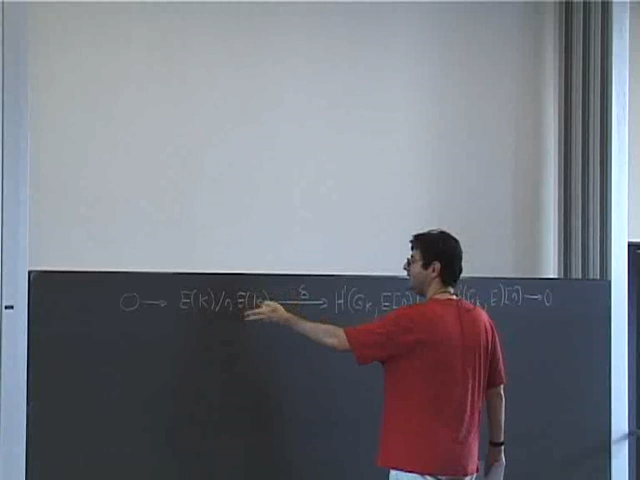 0 → E(k)/nE(k) —δ→ H¹(G_k, E[n]) (G_k, E)[n] → 0